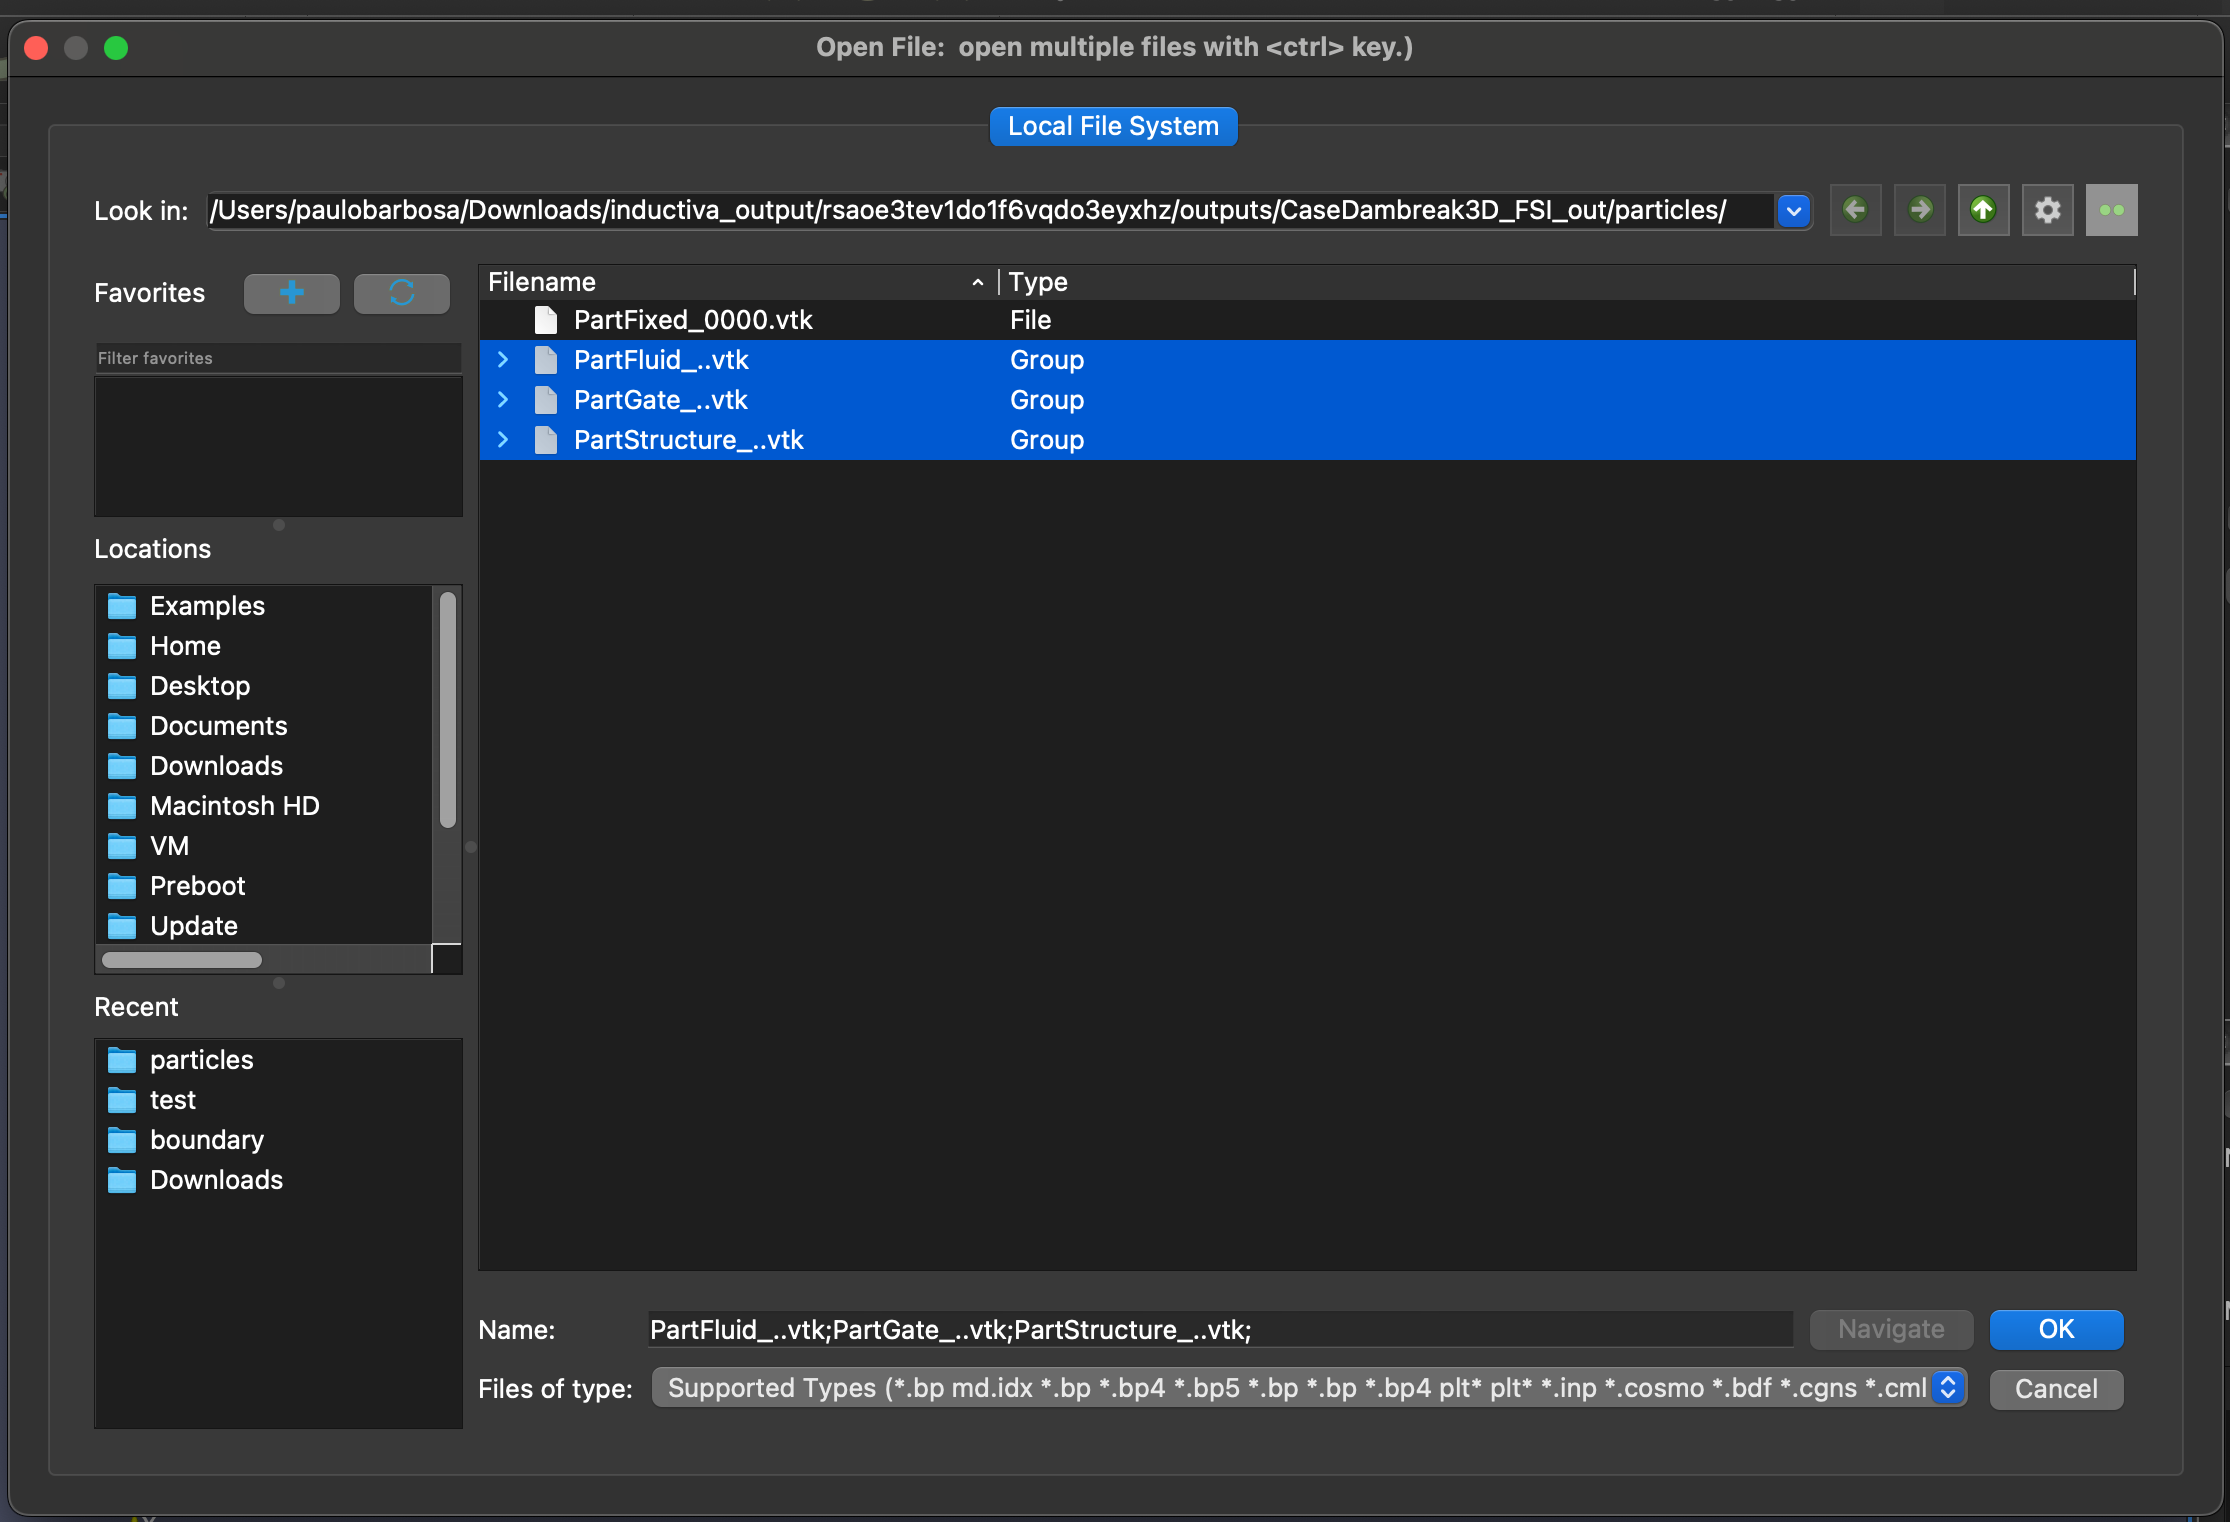 Open File:  open multiple files with <ctrl> key.)
Local File System
Look in: /Users/paulobarbosa/Downloads/inductiva_output/rsaoe3tev1do1f6vqdo3eyxhz/outputs/CaseDambreak3D_FSI_out/particles/
Favorites
Filter favorites
Filename Type
PartFixed_0000.vtk File
PartFluid_..vtk Group
PartGate_..vtk Group
PartStructure_..vtk Group
Locations
Examples
Home
Desktop
Documents
Downloads
Macintosh HD
VM
Preboot
Update
Recent
particles
test
boundary
Downloads
Name: PartFluid_..vtk;PartGate_..vtk;PartStructure_..vtk; Navigate OK
Files of type: Supported Types (*.bp md.idx *.bp *.bp4 *.bp5 *.bp *.bp *.bp4 plt* plt* *.inp *.cosmo *.bdf *.cgns *.cml Cancel